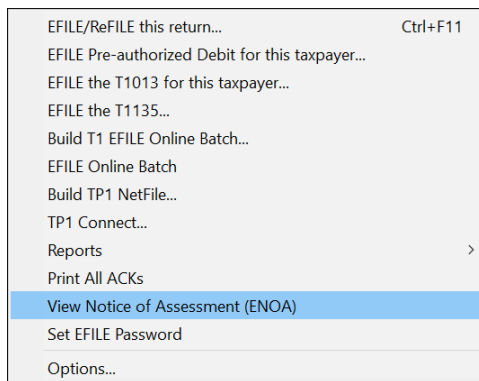 EFILE/ReFILE this return... Ctrl+F11
EFILE Pre-authorized Debit for this taxpayer...
EFILE the T1013 for this taxpayer...
EFILE the T1135...
Build T1 EFILE Online Batch...
EFILE Online Batch
Build TP1 NetFile...
TP1 Connect...
Reports
Print All ACKs
View Notice of Assessment (ENOA)
Set EFILE Password
Options...